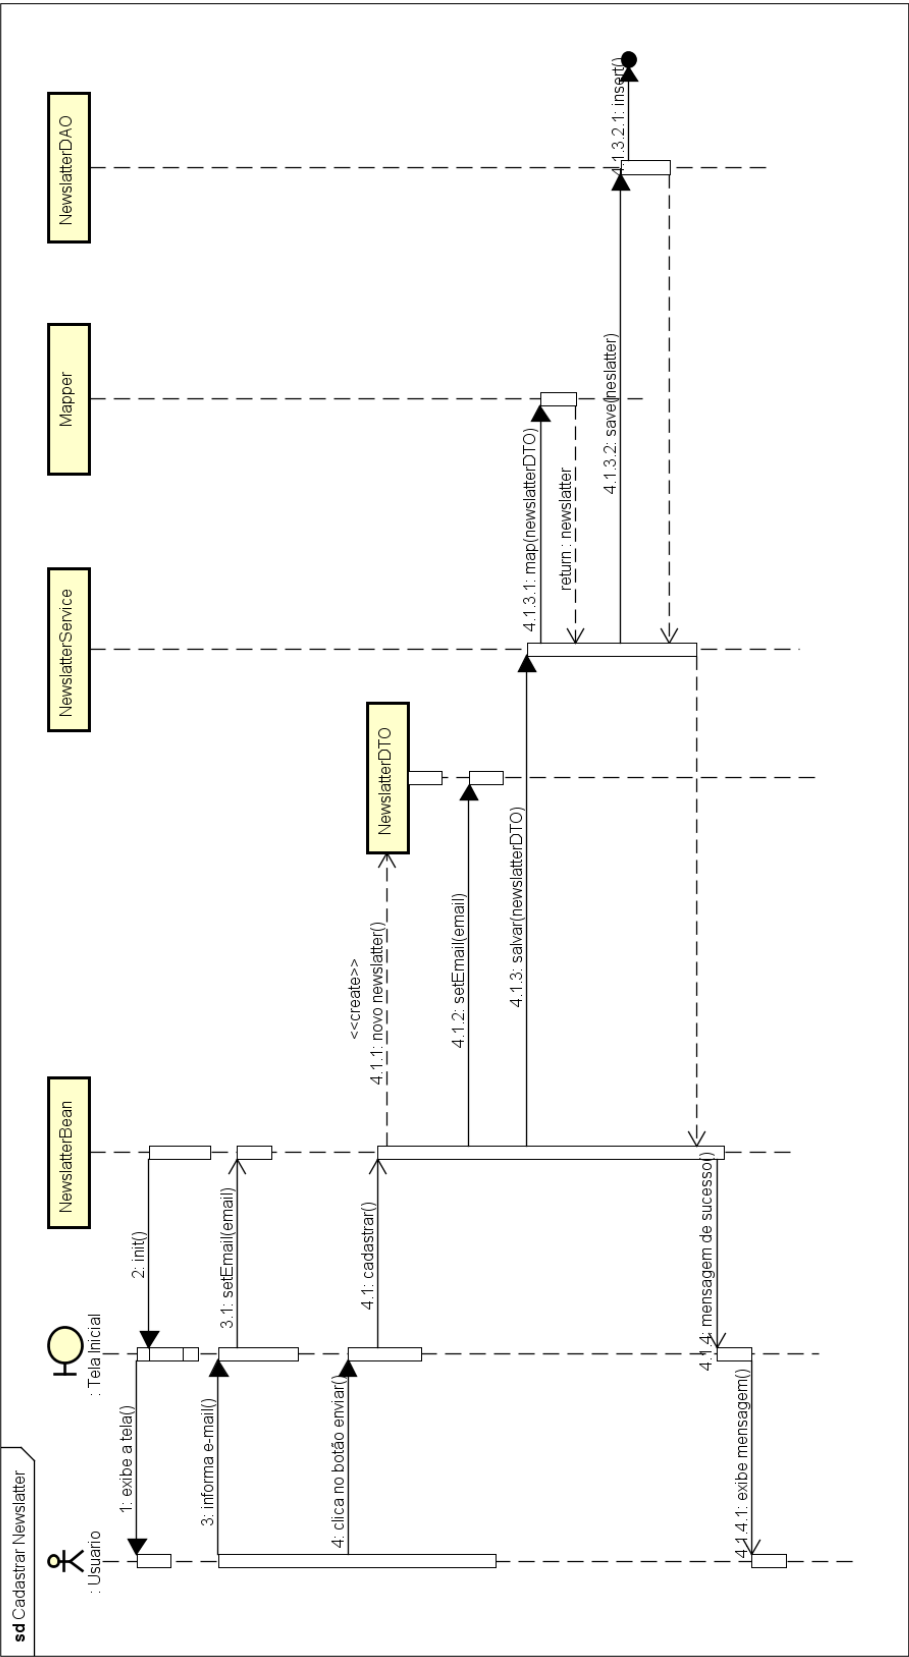 sd Cadastrar Newslatter
: Usuario
: Tela Inicial
NewslatterBean
NewslatterService
Mapper
NewslatterDAO
1: exibe a tela()
2: init()
3: informa e-mail()
3.1: setEmail(email)
4: clica no botão enviar()
4.1: cadastrar()
<<create>>
4.1.1: novo newslatter()
NewslatterDTO
4.1.2: setEmail(email)
4.1.3: salvar(newslatterDTO)
4.1.3.1: map(newslatterDTO)
return : newslatter
4.1.3.2: save(neslatter)
4.1.3.2.1: insert()
4.1.4: mensagem de sucesso()
4.1.4.1: exibe mensagem()